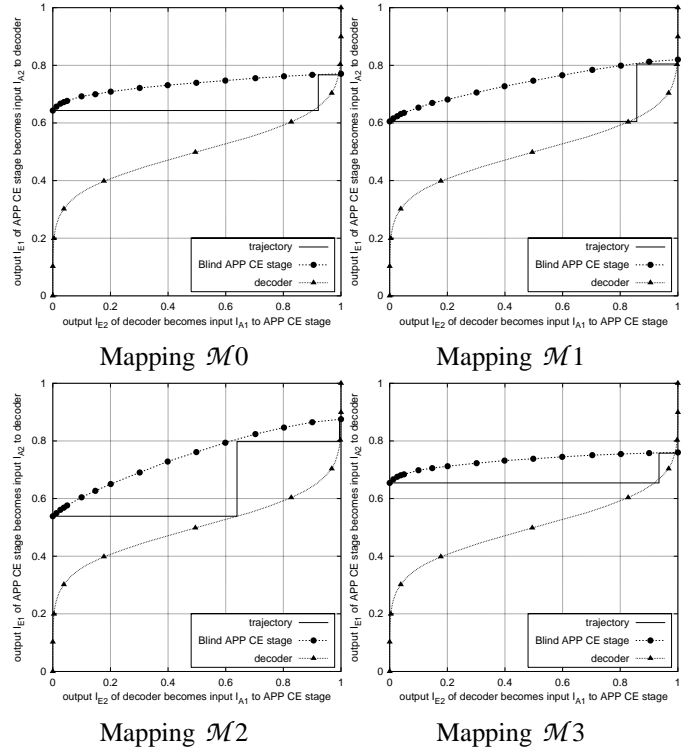 output I_E1 of APP CE stage becomes input I_A2 to decoder
1
0.8
0.6
0.4
0.2
0
0 0.2 0.4 0.6 0.8 1
trajectory
Blind APP CE stage
decoder
output I_E2 of decoder becomes input I_A1 to APP CE stage
Mapping ℳ0
output I_E1 of APP CE stage becomes input I_A2 to decoder
1
0.8
0.6
0.4
0.2
0
0 0.2 0.4 0.6 0.8 1
trajectory
Blind APP CE stage
decoder
output I_E2 of decoder becomes input I_A1 to APP CE stage
Mapping ℳ1
output I_E1 of APP CE stage becomes input I_A2 to decoder
1
0.8
0.6
0.4
0.2
0
0 0.2 0.4 0.6 0.8 1
trajectory
Blind APP CE stage
decoder
output I_E2 of decoder becomes input I_A1 to APP CE stage
Mapping ℳ2
output I_E1 of APP CE stage becomes input I_A2 to decoder
1
0.8
0.6
0.4
0.2
0
0 0.2 0.4 0.6 0.8 1
trajectory
Blind APP CE stage
decoder
output I_E2 of decoder becomes input I_A1 to APP CE stage
Mapping ℳ3